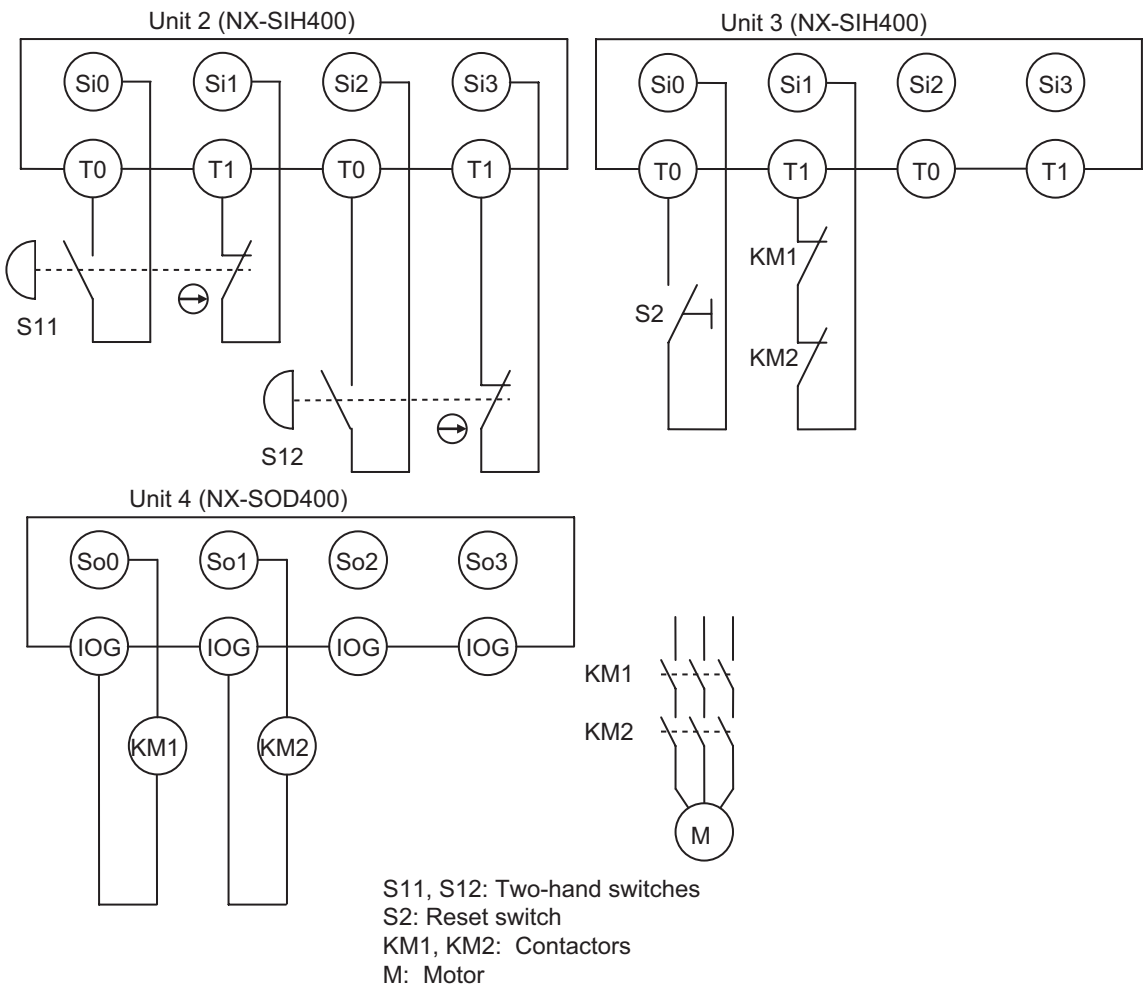 Unit 2 (NX-SIH400)
Si0 Si1 Si2 Si3
T0 T1 T0 T1
S11
S12
Unit 3 (NX-SIH400)
Si0 Si1 Si2 Si3
T0 T1 T0 T1
KM1
S2
KM2
Unit 4 (NX-SOD400)
So0 So1 So2 So3
IOG IOG IOG IOG
KM1 KM2
KM1
KM2
M
S11, S12: Two-hand switches
S2: Reset switch
KM1, KM2: Contactors
M: Motor